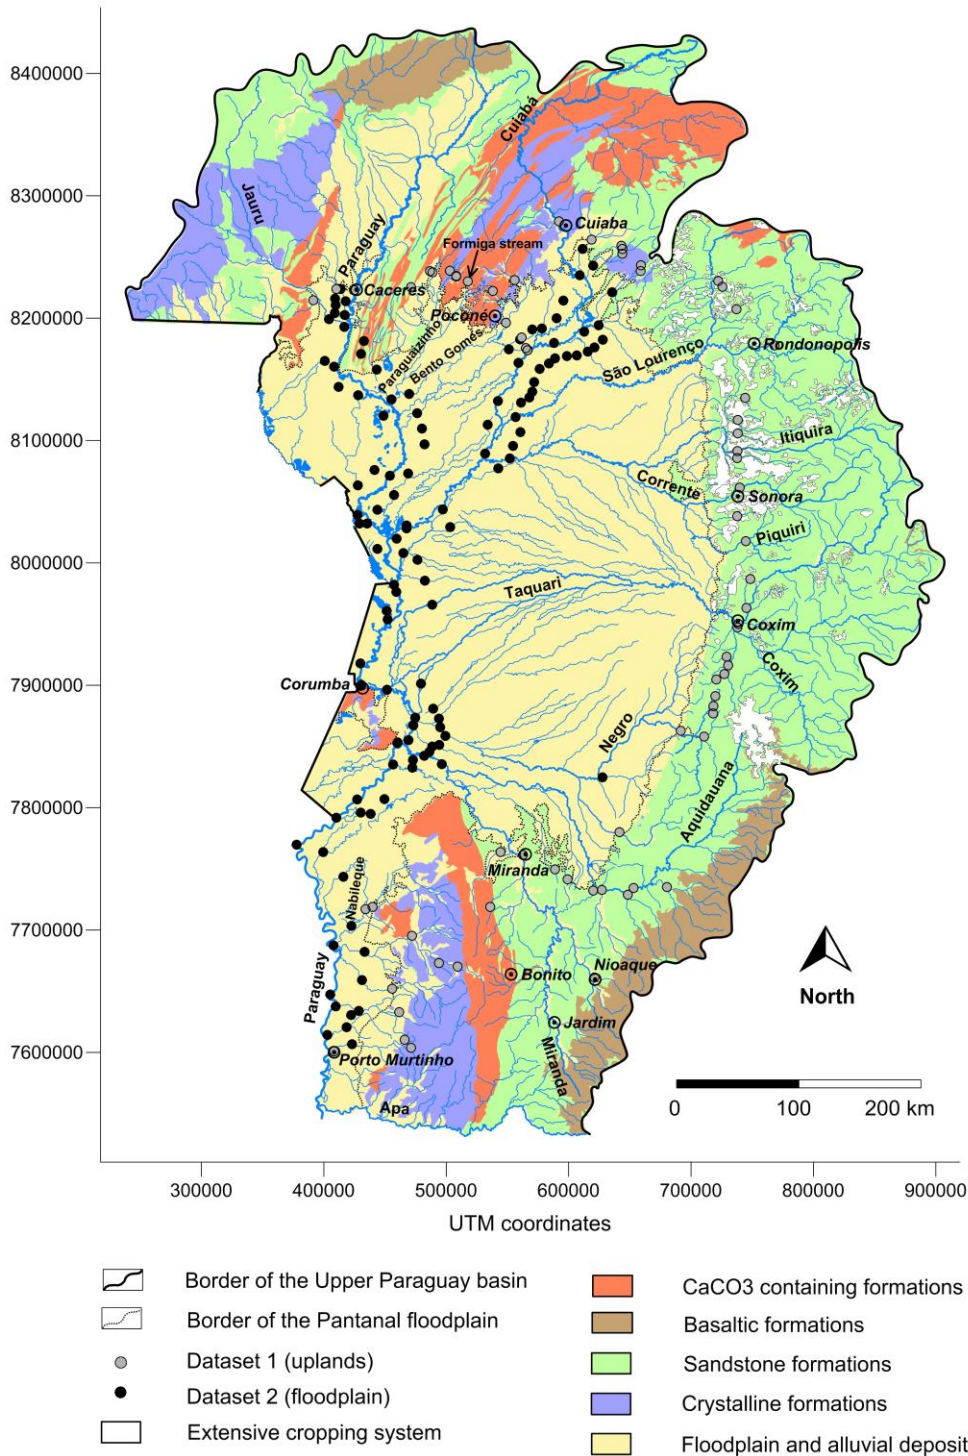 8400000
Cuiabá
8300000
Jauru
Paraguay
Cuiaba
Formiga stream
Caceres
8200000
Poconé
Paraguaizinho
Bento Gomes
São Lourenço
Rondonopolis
8100000
Itiquira
Corrente
Sonora
Piquiri
8000000
Taquari
Coxim
Coxim
7900000
Corumba
Negro
7800000
Aquidauana
Miranda
Nabileque
7700000
Paraguay
Bonito
Nioaque
North
Jardim
7600000
Porto Murtinho
Miranda
Apa
0 100 200 km
300000 400000 500000 600000 700000 800000 900000
UTM coordinates
Border of the Upper Paraguay basin
Border of the Pantanal floodplain
Dataset 1 (uplands)
Dataset 2 (floodplain)
Extensive cropping system
CaCO3 containing formations
Basaltic formations
Sandstone formations
Crystalline formations
Floodplain and alluvial deposit